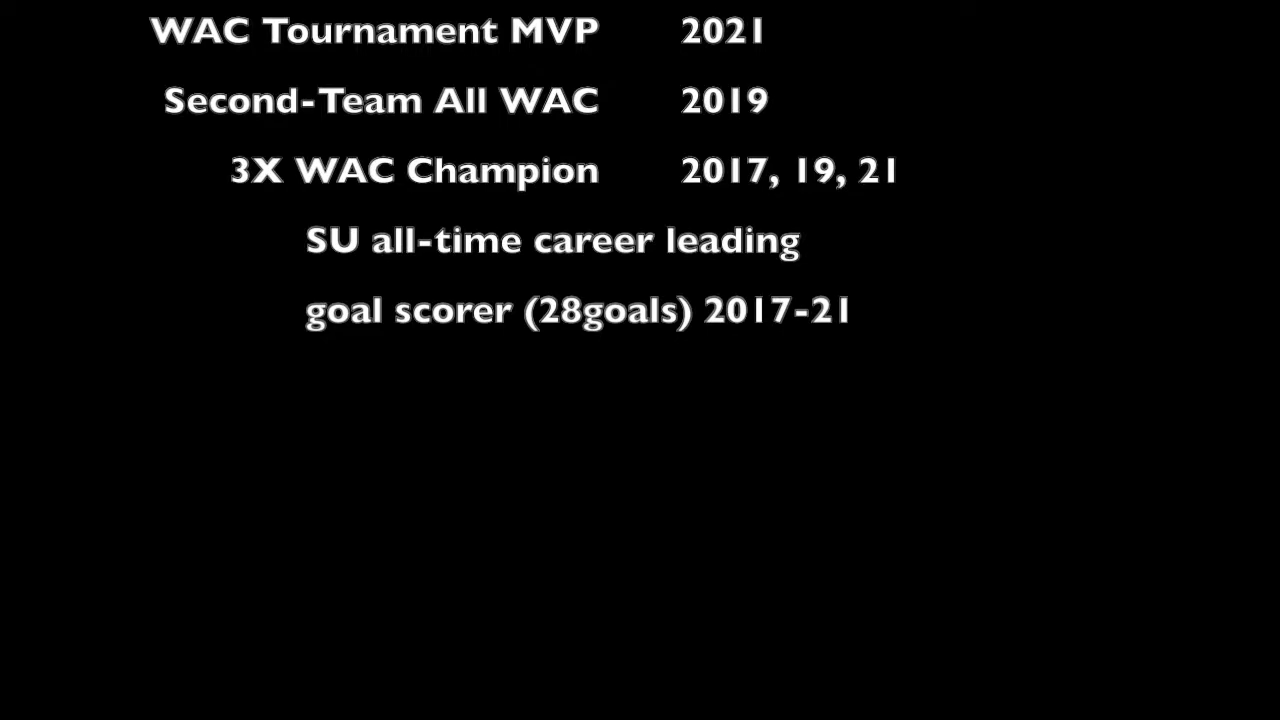 WAC Tournament MVP 2021
Second-Team All WAC 2019
3X WAC Champion 2017, 19, 21
SU all-time career leading
goal scorer (28goals) 2017-21